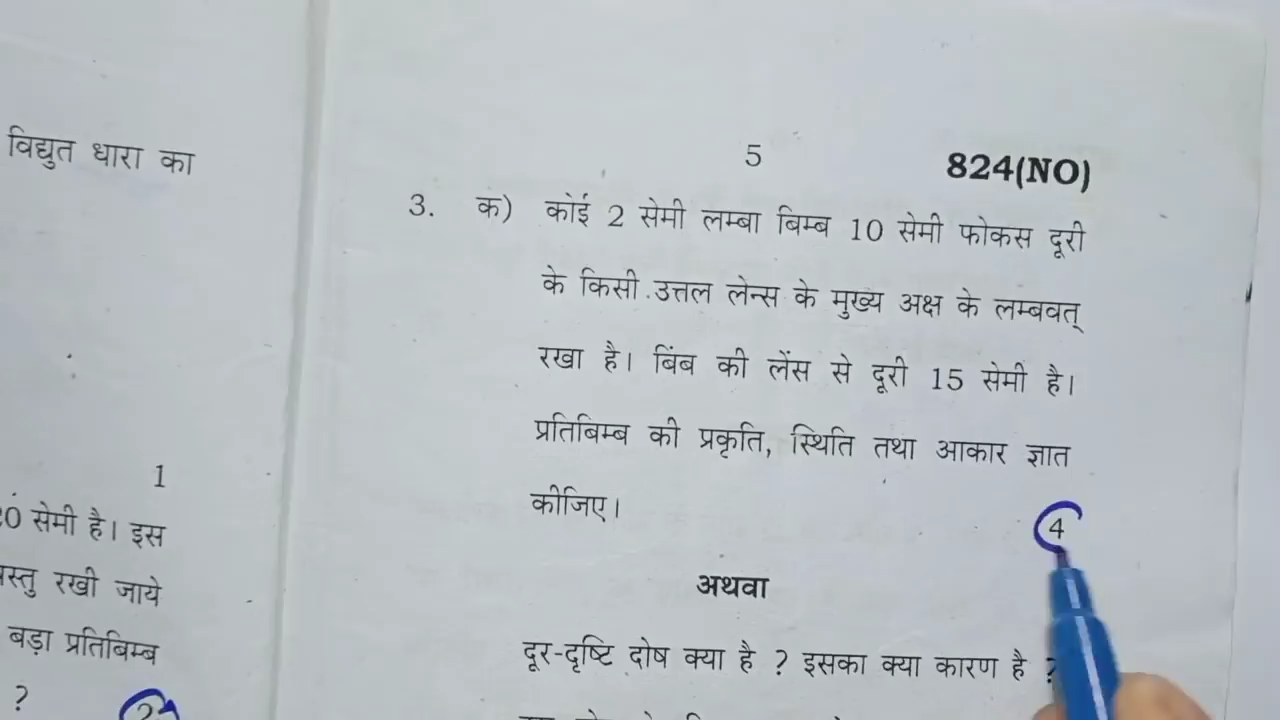 विद्युत धारा का
1
सेमी है। इस
रखी जाये
बड़ा प्रतिबिम्ब
?
2
5
824(NO)
3. क) कोई 2 सेमी लम्बा बिम्ब 10 सेमी फोकस दूरी
के किसी उत्तल लेन्स के मुख्य अक्ष के लम्बवत्
रखा है। बिंब की लेंस से दूरी 15 सेमी है।
प्रतिबिम्ब की प्रकृति, स्थिति तथा आकार ज्ञात
कीजिए।
4
अथवा
दूर-दृष्टि दोष क्या है ? इसका क्या कारण है ?